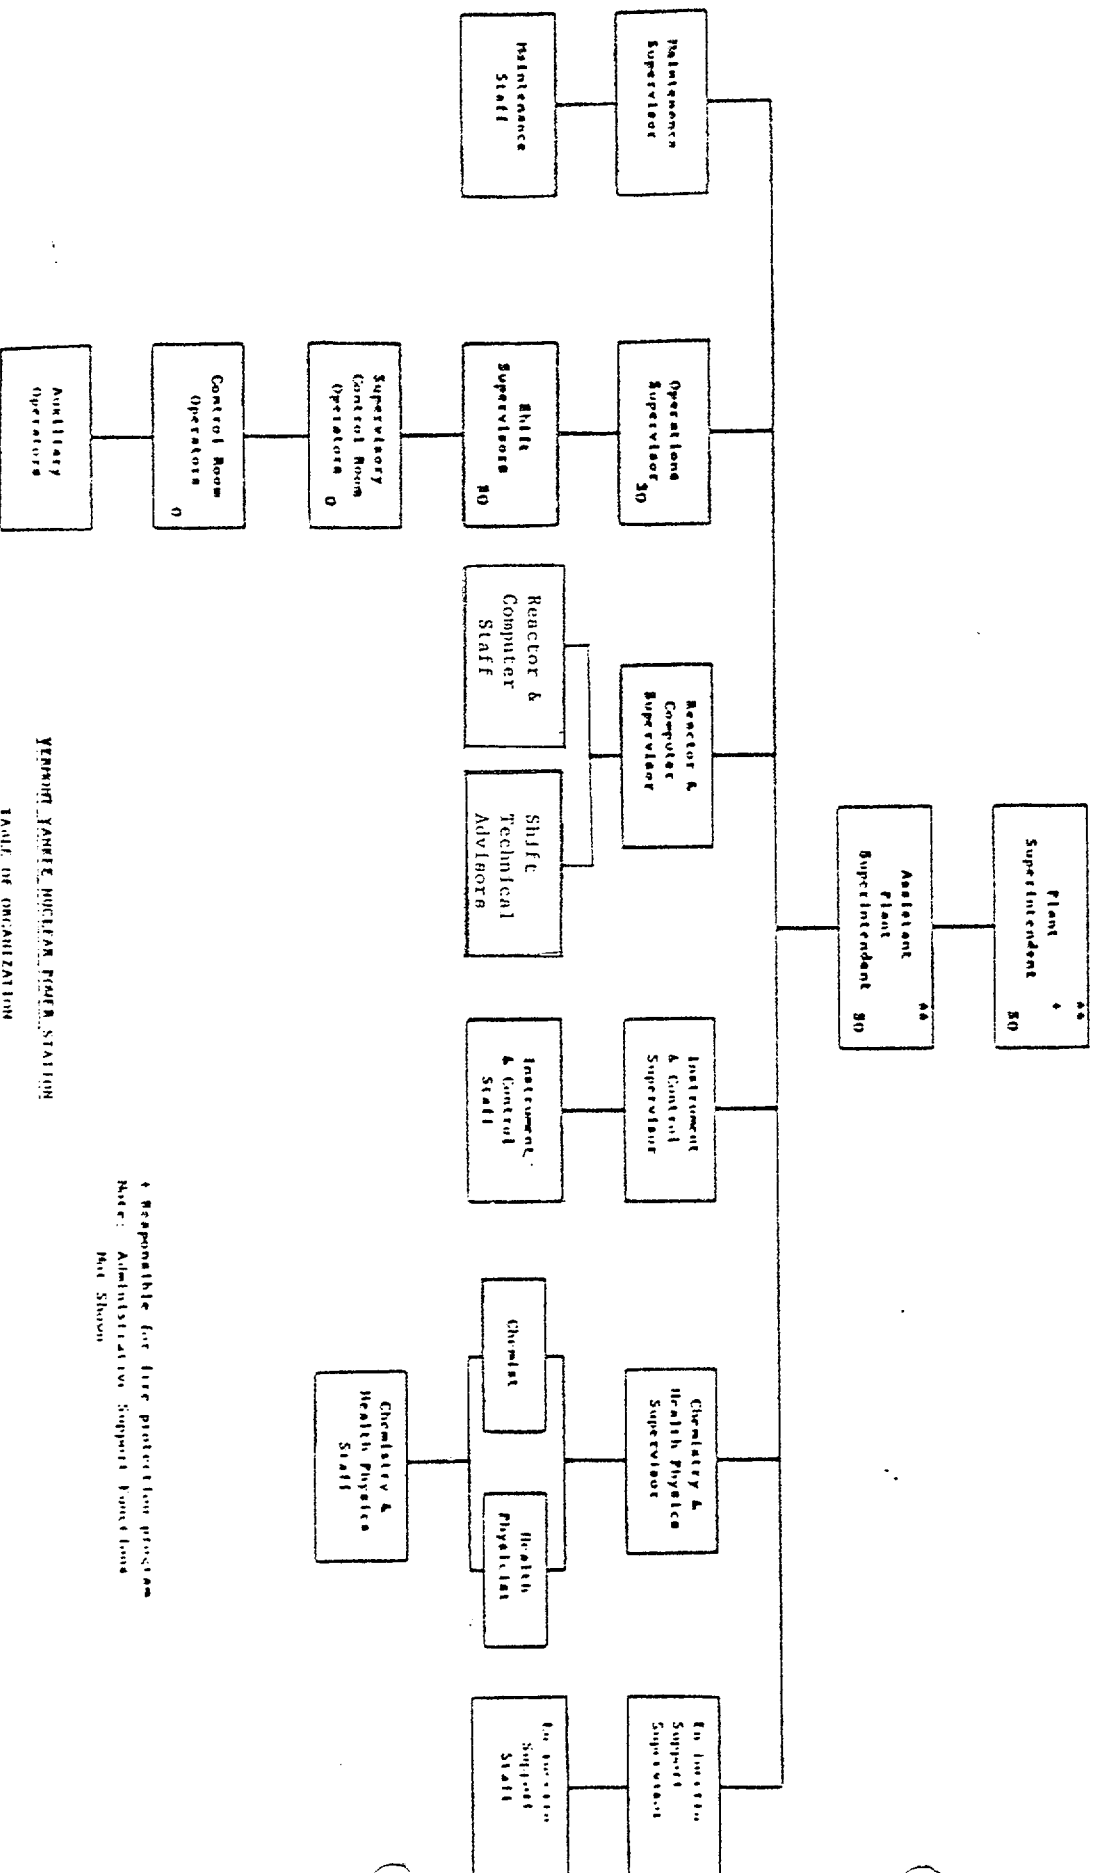 **
Plant
Superintendent
+
SO
**
Assistant
Plant
Superintendent
SO
Maintenance
Supervisor
Operations
Supervisor
SO
Reactor &
Computer
Supervisor
Instrument
& Control
Supervisor
Chemistry &
Health Physics
Supervisor
Support
Supervisor
Maintenance
Staff
Shift
Supervisors
SO
Reactor &
Computer
Staff
Shift
Technical
Advisors
Instrument
& Control
Staff
Chemist
Health
Physicist
Support
Staff
Supervisory
Control Room
Operators
O
Chemistry &
Health Physics
Staff
Control Room
Operators
O
Auxiliary
Operators
+ Responsible for fire protection program
Note: Administrative Support Functions
Not Shown
VERMONT YANKEE NUCLEAR POWER STATION
TABLE OF ORGANIZATION